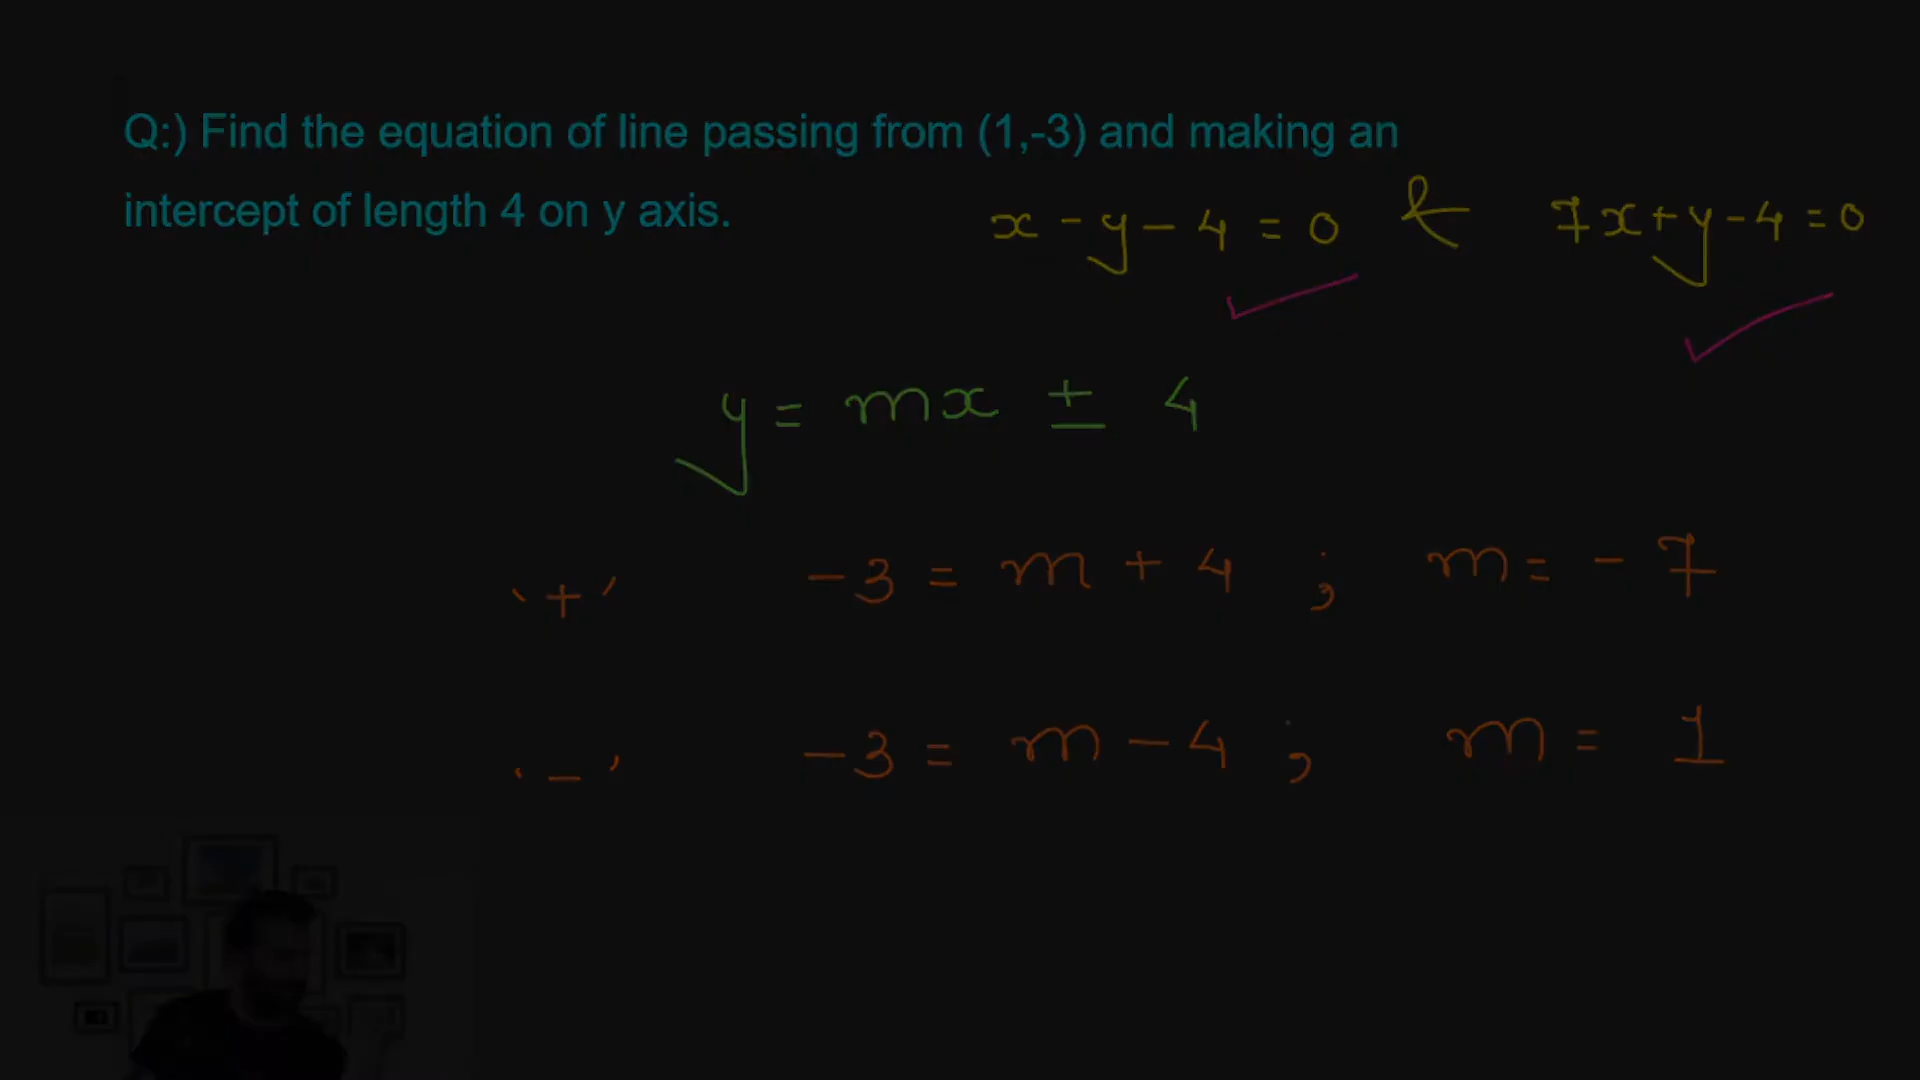 Q:) Find the equation of line passing from (1,-3) and making an
intercept of length 4 on y axis.
x - y - 4 = 0 & 7x + y - 4 = 0
y = mx ± 4
'+' -3 = m + 4 ; m = - 7
'-' -3 = m - 4 ; m = 1